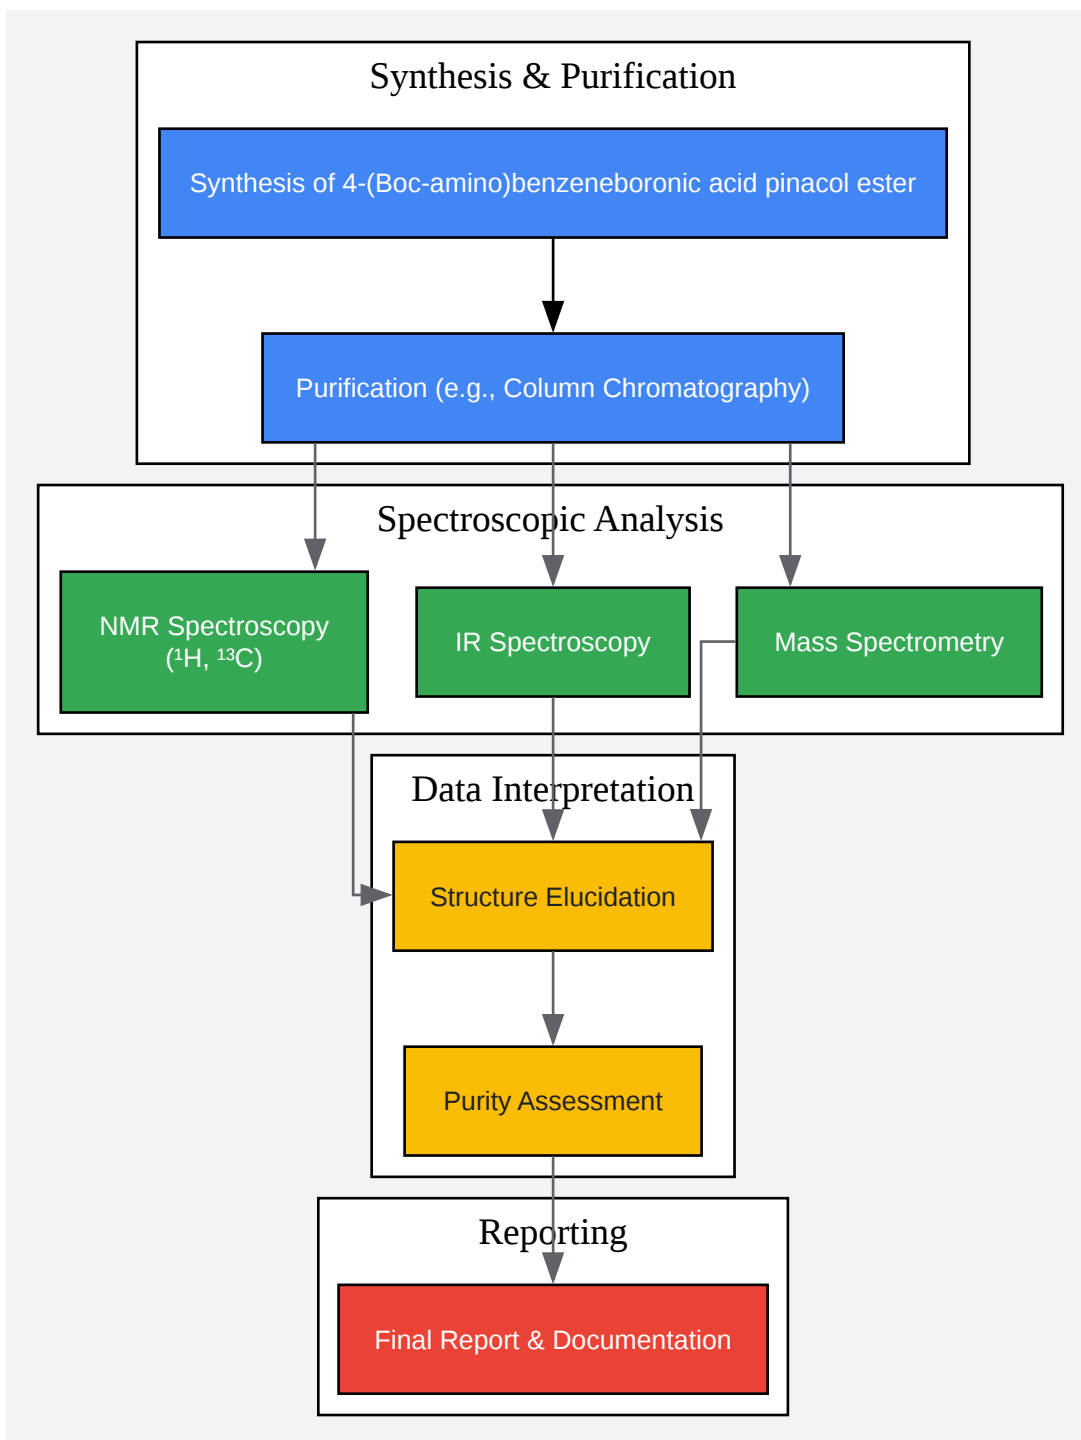 Synthesis & Purification
Synthesis of 4-(Boc-amino)benzeneboronic acid pinacol ester
Purification (e.g., Column Chromatography)
Spectroscopic Analysis
NMR Spectroscopy
(¹H, ¹³C)
IR Spectroscopy
Mass Spectrometry
Data Interpretation
Structure Elucidation
Purity Assessment
Reporting
Final Report & Documentation